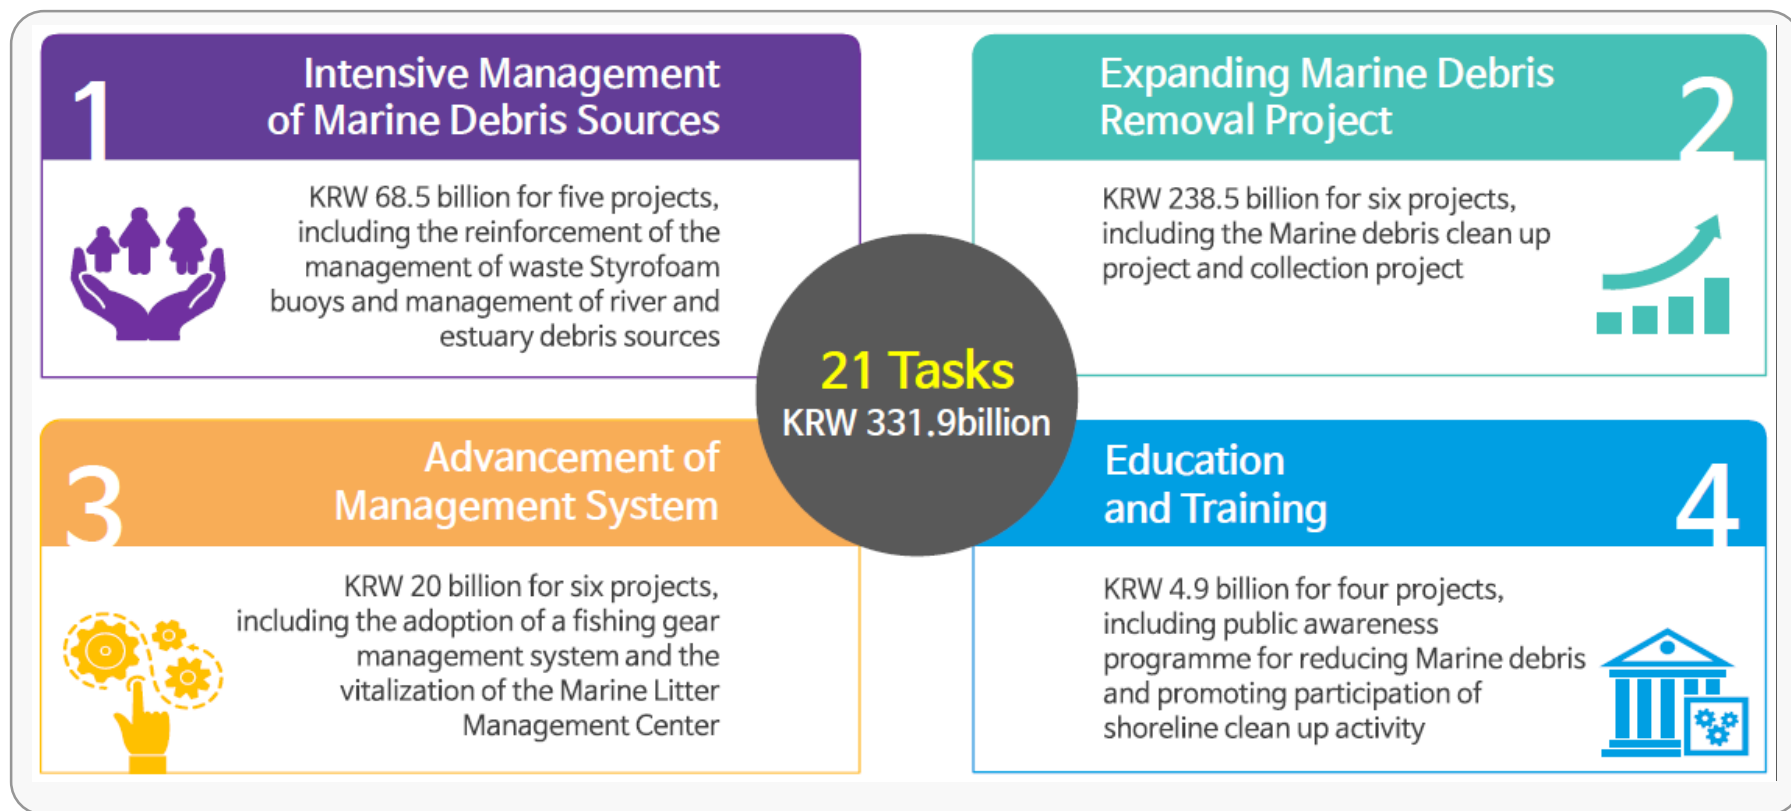 1
Intensive Management
of Marine Debris Sources
KRW 68.5 billion for five projects,
including the reinforcement of the
management of waste Styrofoam
buoys and management of river and
estuary debris sources
Expanding Marine Debris
Removal Project
2
KRW 238.5 billion for six projects,
including the Marine debris clean up
project and collection project
21 Tasks
KRW 331.9billion
3
Advancement of
Management System
KRW 20 billion for six projects,
including the adoption of a fishing gear
management system and the
vitalization of the Marine Litter
Management Center
Education
and Training
4
KRW 4.9 billion for four projects,
including public awareness
programme for reducing Marine debris
and promoting participation of
shoreline clean up activity